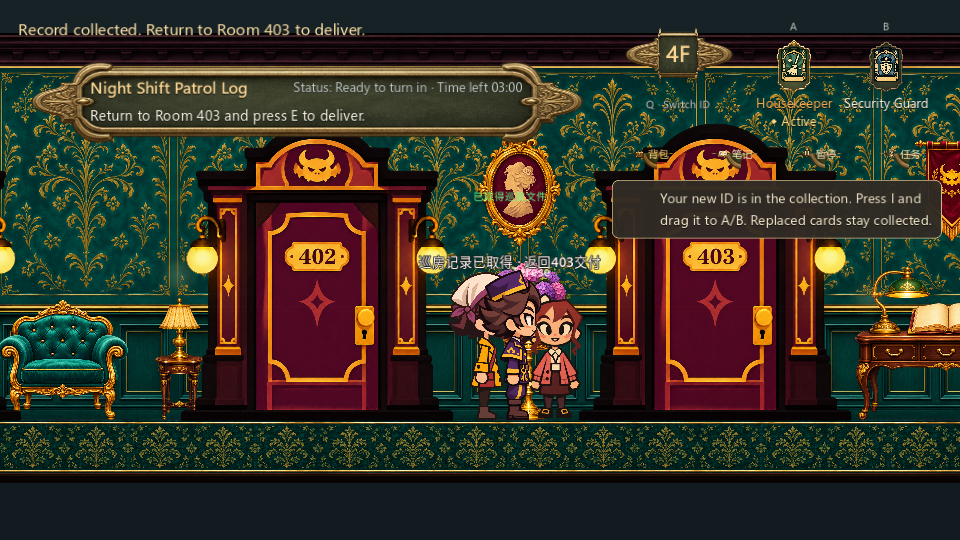 Record collected. Return to Room 403 to deliver.
4F
A
B
Night Shift Patrol Log
Status: Ready to turn in · Time left 03:00
Return to Room 403 and press E to deliver.
Q · Switch ID
Housekeeper
• Active
Security Guard
背包
笔记
暂停
任务
Your new ID is in the collection. Press I and
drag it to A/B. Replaced cards stay collected.
402
403
巡房记录已取得 · 返回403交付